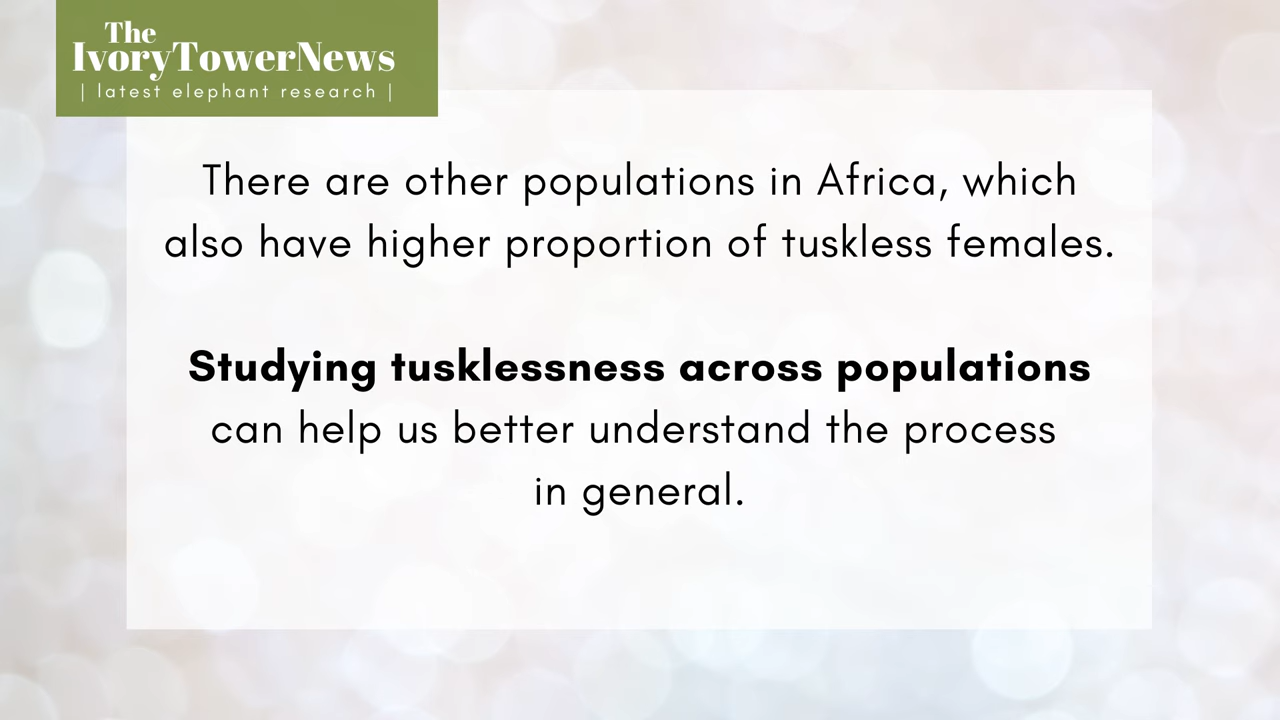 The
IvoryTowerNews
| latest elephant research |
There are other populations in Africa, which
also have higher proportion of tuskless females.
Studying tusklessness across populations
can help us better understand the process
in general.